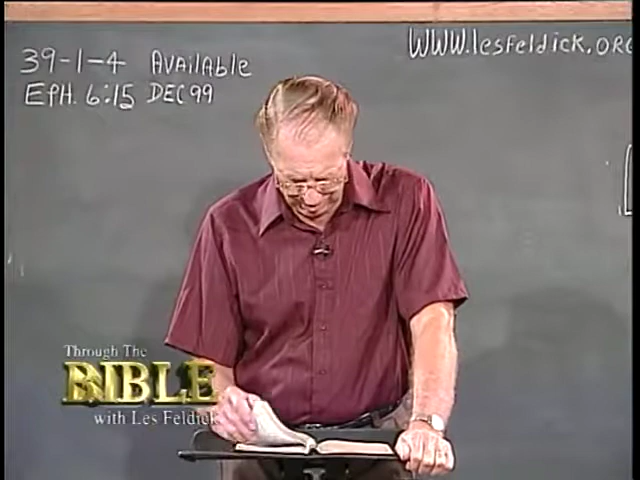 39-1-4 Available
EPH. 6:15 DEC 99
WWW.lesfeldick.ORG
Through The
BIBLE
with Les Feldick